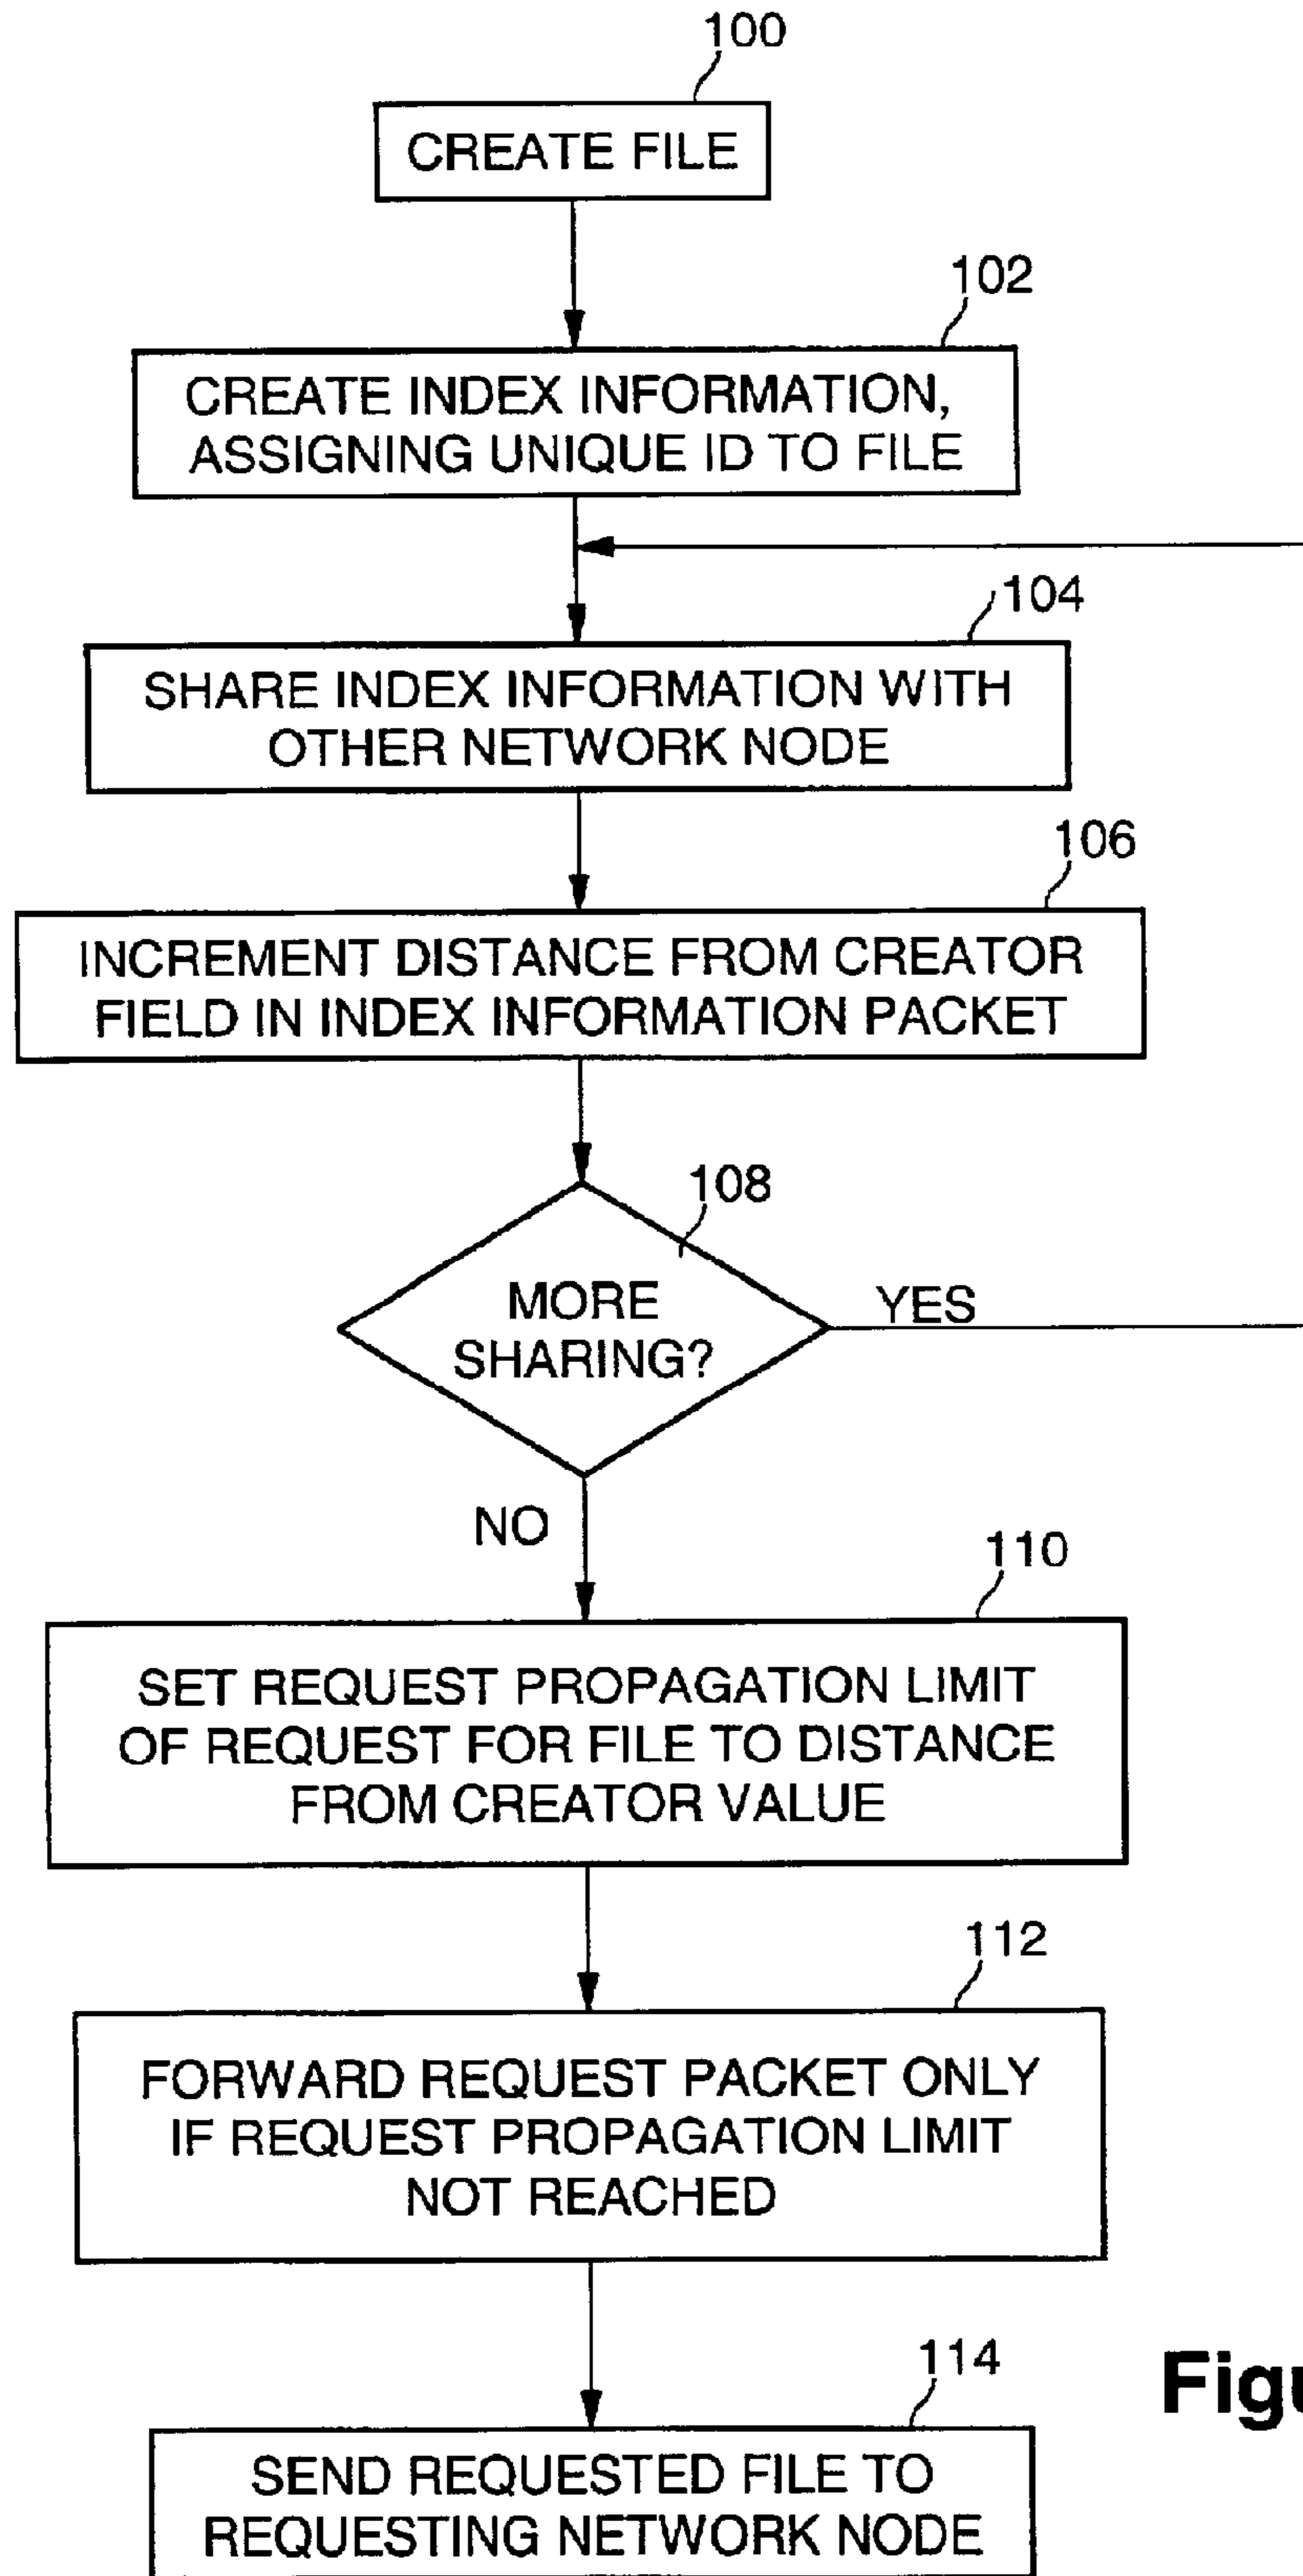 100
CREATE FILE
102
CREATE INDEX INFORMATION,
ASSIGNING UNIQUE ID TO FILE
104
SHARE INDEX INFORMATION WITH
OTHER NETWORK NODE
106
INCREMENT DISTANCE FROM CREATOR
FIELD IN INDEX INFORMATION PACKET
108
MORE
SHARING?
YES
NO
110
SET REQUEST PROPAGATION LIMIT
OF REQUEST FOR FILE TO DISTANCE
FROM CREATOR VALUE
112
FORWARD REQUEST PACKET ONLY
IF REQUEST PROPAGATION LIMIT
NOT REACHED
114
SEND REQUESTED FILE TO
REQUESTING NETWORK NODE